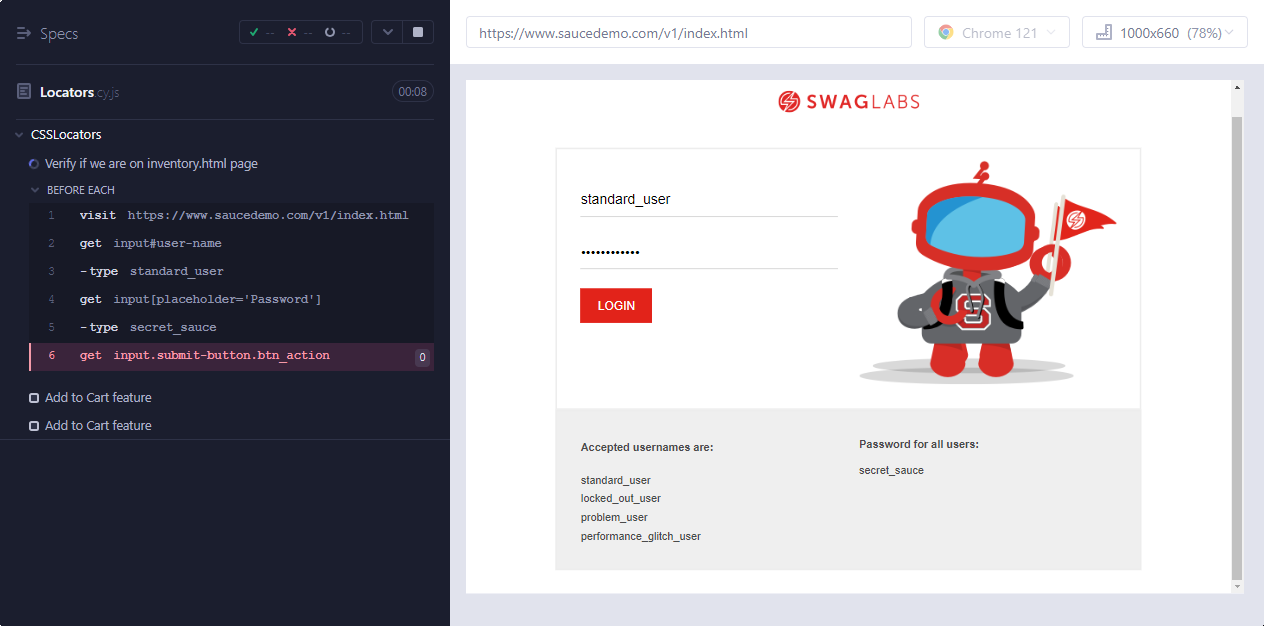 Specs
-- -- --
Locators.cy.js
00:08
CSSLocators
Verify if we are on inventory.html page
BEFORE EACH
1 visit https://www.saucedemo.com/v1/index.html
2 get input#user-name
3 -type standard_user
4 get input[placeholder='Password']
5 -type secret_sauce
6 get input.submit-button.btn_action 0
Add to Cart feature
Add to Cart feature
https://www.saucedemo.com/v1/index.html
Chrome 121
1000x660 (78%)
SWAGLABS
standard_user
••••••••••••
LOGIN
S
Accepted usernames are:
standard_user
locked_out_user
problem_user
performance_glitch_user
Password for all users:
secret_sauce